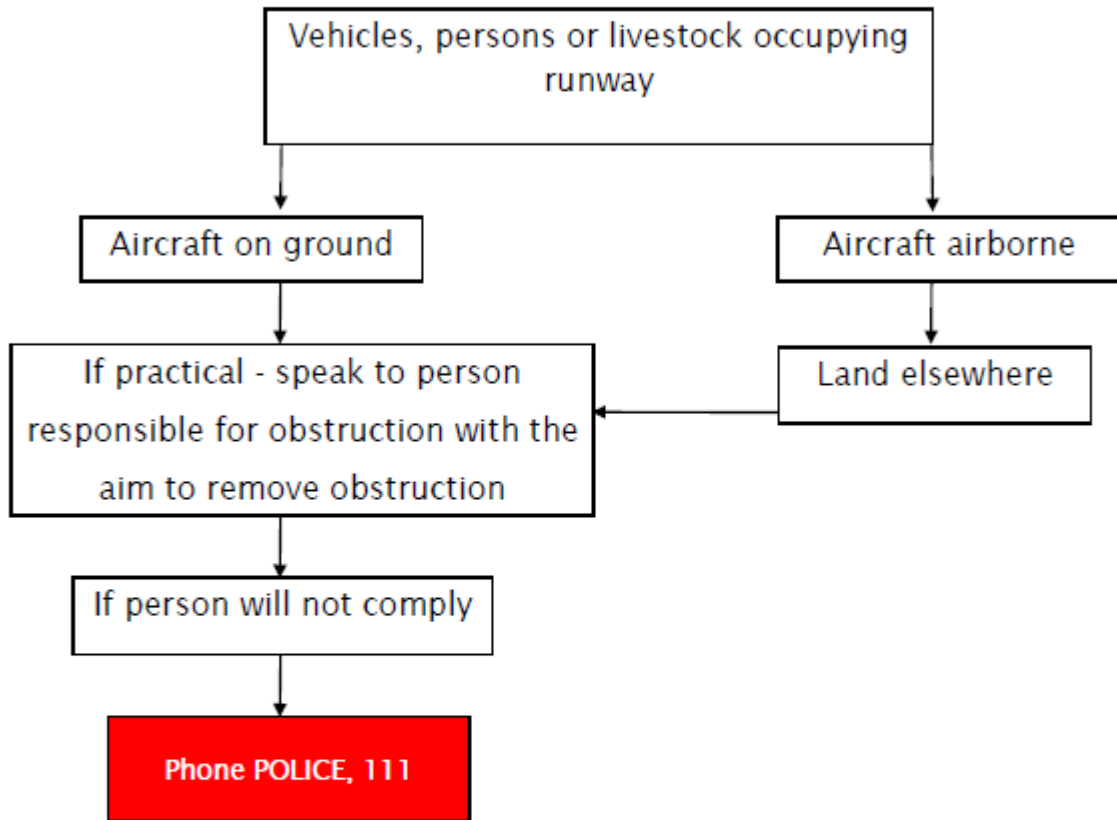 Vehicles, persons or livestock occupying
runway
Aircraft on ground
Aircraft airborne
If practical - speak to person
responsible for obstruction with the
aim to remove obstruction
Land elsewhere
If person will not comply
Phone POLICE, 111